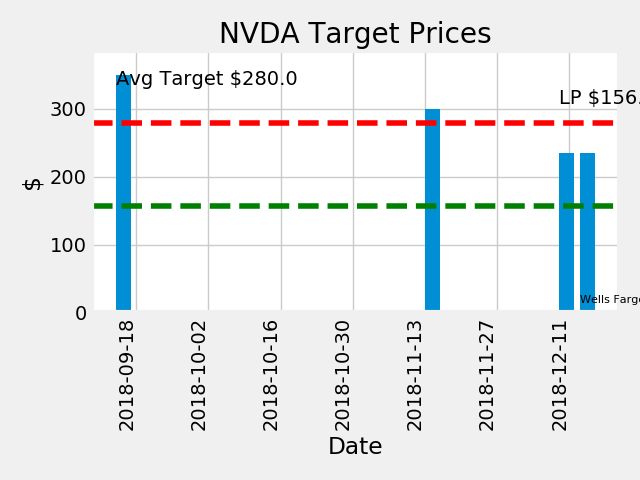 NVDA Target Prices
Avg Target $280.0
LP $156.
300
200
100
0
$
Wells Fargo
2018-09-18
2018-10-02
2018-10-16
2018-10-30
2018-11-13
2018-11-27
2018-12-11
Date